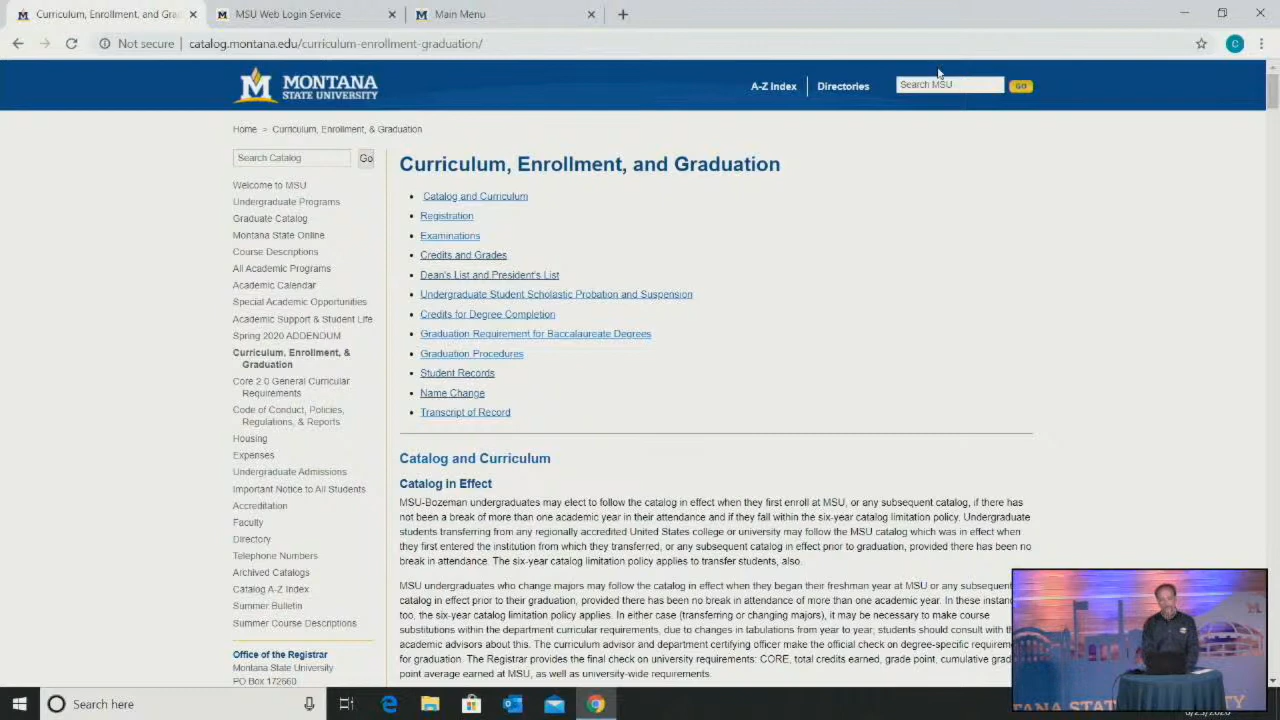 Curriculum, Enrollment, and Gra
MSU Web Login Service
Main Menu
Not secure
catalog.montana.edu/curriculum-enrollment-graduation/
C
M MONTANA
STATE UNIVERSITY
A-Z Index
Directories
Search MSU
GO
Home > Curriculum, Enrollment, & Graduation
Search Catalog
Go
Welcome to MSU
Undergraduate Programs
Graduate Catalog
Montana State Online
Course Descriptions
All Academic Programs
Academic Calendar
Special Academic Opportunities
Academic Support & Student Life
Spring 2020 ADDENDUM
Curriculum, Enrollment, &
Graduation
Core 2.0 General Curricular
Requirements
Code of Conduct, Policies,
Regulations, & Reports
Housing
Expenses
Undergraduate Admissions
Important Notice to All Students
Accreditation
Faculty
Directory
Telephone Numbers
Archived Catalogs
Catalog A-Z Index
Summer Bulletin
Summer Course Descriptions
Office of the Registrar
Montana State University
PO Box 172660
Curriculum, Enrollment, and Graduation
Catalog and Curriculum
Registration
Examinations
Credits and Grades
Dean's List and President's List
Undergraduate Student Scholastic Probation and Suspension
Credits for Degree Completion
Graduation Requirement for Baccalaureate Degrees
Graduation Procedures
Student Records
Name Change
Transcript of Record
Catalog and Curriculum
Catalog in Effect
MSU-Bozeman undergraduates may elect to follow the catalog in effect when they first enroll at MSU, or any subsequent catalog, if there has
not been a break of more than one academic year in their attendance and if they fall within the six-year catalog limitation policy. Undergraduate
students transferring from any regionally accredited United States college or university may follow the MSU catalog which was in effect when
they first entered the institution from which they transferred, or any subsequent catalog in effect prior to graduation, provided there has been no
break in attendance. The six-year catalog limitation policy applies to transfer students, also.
MSU undergraduates who change majors may follow the catalog in effect when they began their freshman year at MSU or any subsequent
catalog in effect prior to their graduation, provided there has been no break in attendance of more than one academic year. In these
too, the six-year catalog limitation policy applies. In either case (transferring or changing majors), it may be necessary to make course
substitutions within the department curricular requirements, due to changes in tabulations from year to year; students should consult with
academic advisors about this. The curriculum advisor and department certifying officer make the official check on degree-specific
for graduation. The Registrar provides the final check on university requirements: CORE, total credits earned, grade point, cumulative
point average earned at MSU, as well as university-wide requirements.
Search here